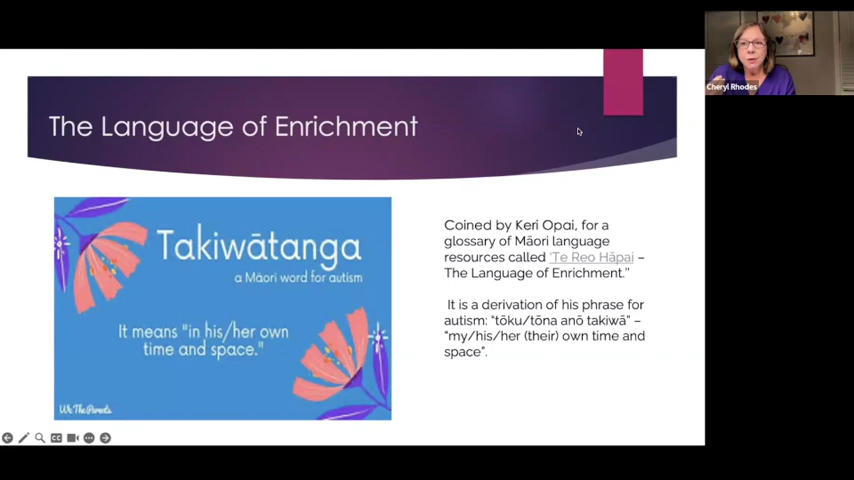 Cheryl Rhodes
The Language of Enrichment
Takiwātanga
a Māori word for autism
It means "in his/her own
time and space."
We The Parents
Coined by Keri Opai, for a
glossary of Māori language
resources called 'Te Reo Hāpai –
The Language of Enrichment."
It is a derivation of his phrase for
autism: "tōku/tōna anō takiwā" –
"my/his/her (their) own time and
space".
CC